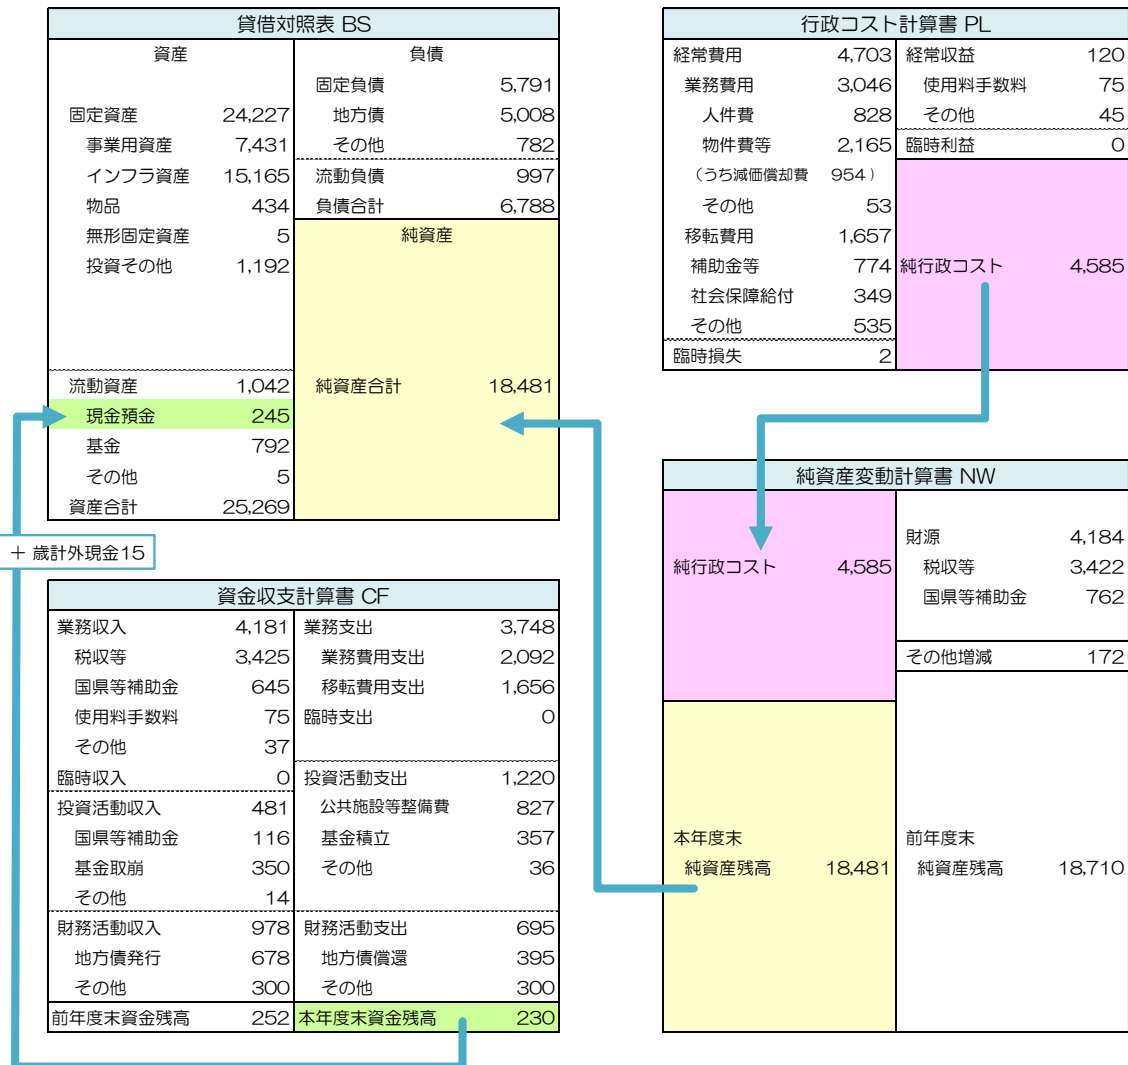 貸借対照表 BS
資産 負債
固定負債 5,791
固定資産 24,227 地方債 5,008
事業用資産 7,431 その他 782
インフラ資産 15,165 流動負債 997
物品 434 負債合計 6,788
無形固定資産 5 純資産
投資その他 1,192
流動資産 1,042 純資産合計 18,481
現金預金 245
基金 792
その他 5
資産合計 25,269
＋ 歳計外現金15
行政コスト計算書 PL
経常費用 4,703 経常収益 120
業務費用 3,046 使用料手数料 75
人件費 828 その他 45
物件費等 2,165 臨時利益 0
（うち減価償却費 954）
その他 53
移転費用 1,657
補助金等 774 純行政コスト 4,585
社会保障給付 349
その他 535
臨時損失 2
資金収支計算書 CF
業務収入 4,181 業務支出 3,748
税収等 3,425 業務費用支出 2,092
国県等補助金 645 移転費用支出 1,656
使用料手数料 75 臨時支出 0
その他 37
臨時収入 0 投資活動支出 1,220
投資活動収入 481 公共施設等整備費 827
国県等補助金 116 基金積立 357
基金取崩 350 その他 36
その他 14
財務活動収入 978 財務活動支出 695
地方債発行 678 地方債償還 395
その他 300 その他 300
前年度末資金残高 252 本年度末資金残高 230
純資産変動計算書 NW
財源 4,184
純行政コスト 4,585 税収等 3,422
国県等補助金 762
その他増減 172
本年度末 前年度末
純資産残高 18,481 純資産残高 18,710